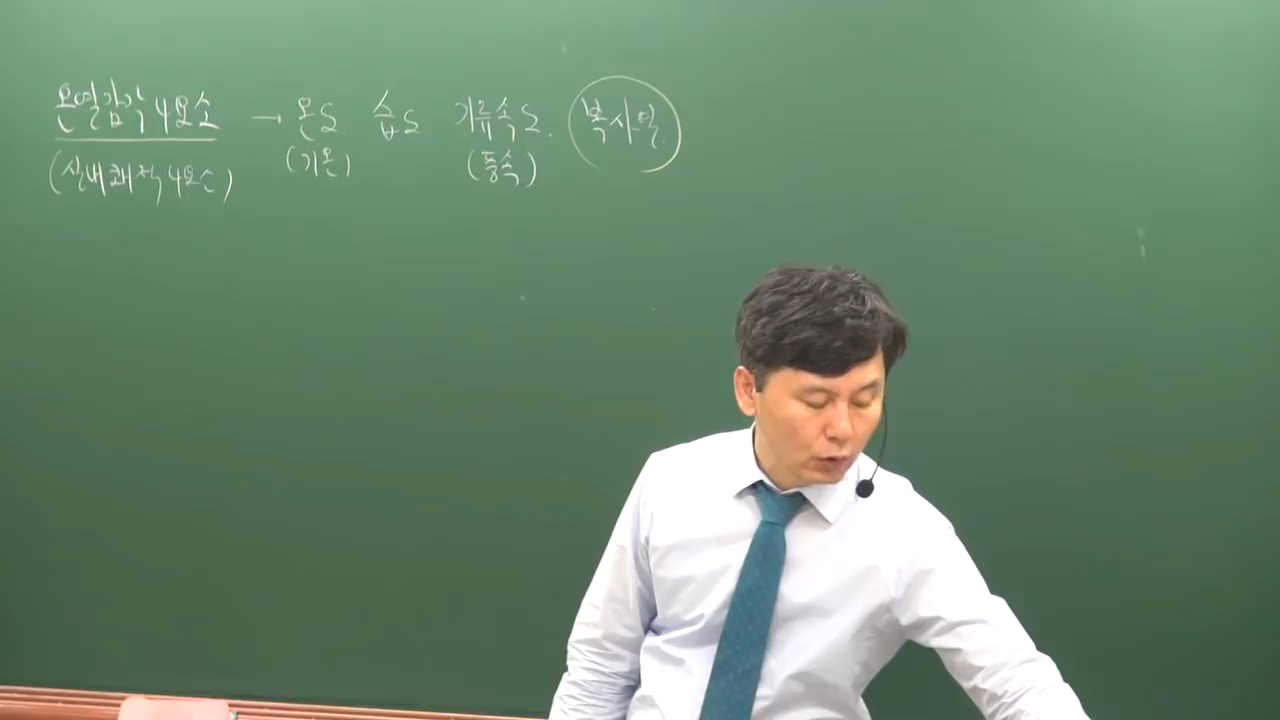 온열감각 4요소 → 온도 습도 기류속도. 복사열
(실내쾌적 4요소) (기온) (풍속)